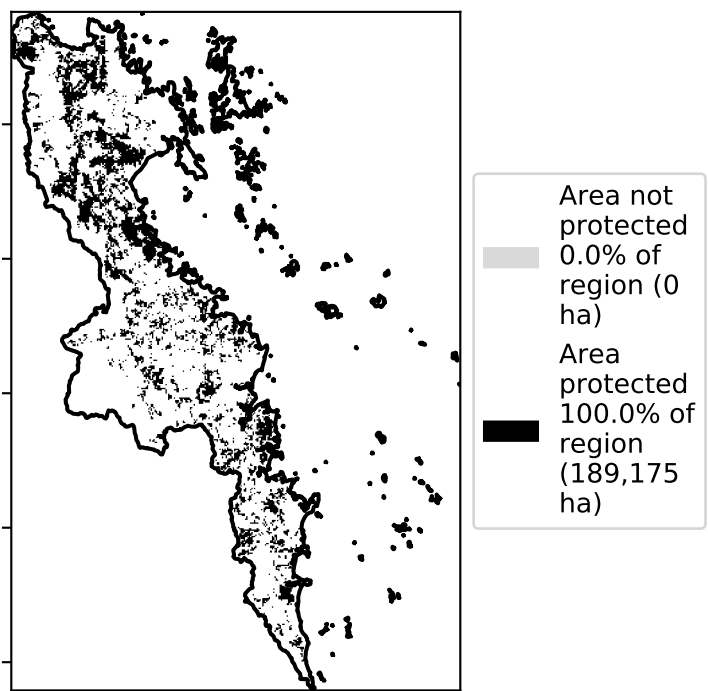 Area not
protected
0.0% of
region (0
ha)
Area
protected
100.0% of
region
(189,175
ha)